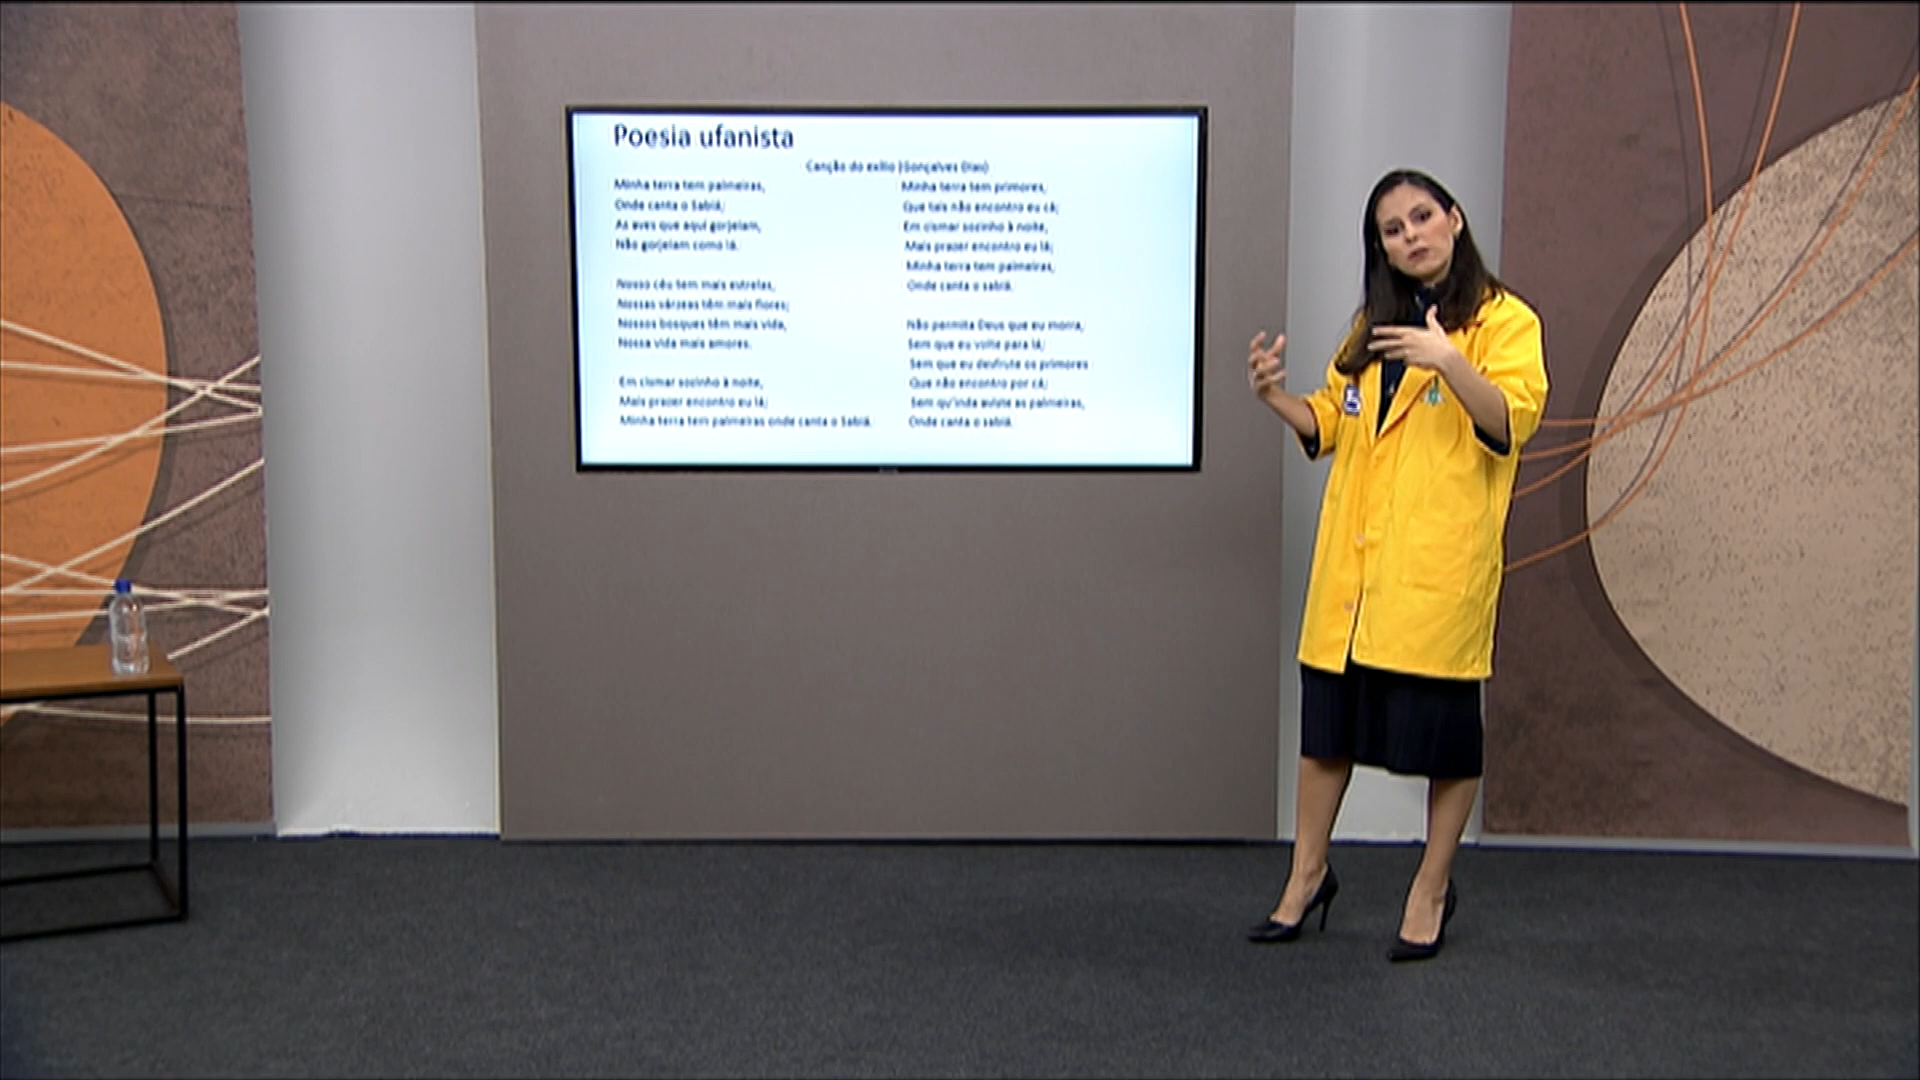 Poesia ufanista
Canção do exílio (Gonçalves Dias)
Minha terra tem palmeiras,
Onde canta o Sabiá;
As aves que aqui gorjeiam,
Não gorjeiam como lá.
Nosso céu tem mais estrelas,
Nossas várzeas têm mais flores;
Nossos bosques têm mais vida,
Nossa vida mais amores.
Em cismar sozinho à noite,
Mais prazer encontro eu lá;
Minha terra tem palmeiras onde canta o Sabiá.
Minha terra tem primores,
Que tais não encontro eu cá;
Em cismar sozinho à noite,
Mais prazer encontro eu lá;
Minha terra tem palmeiras,
Onde canta o sabiá.
Não permita Deus que eu morra,
Sem que eu volte para lá;
Sem que eu desfrute os primores
Que não encontro por cá;
Sem qu'inda aviste as palmeiras,
Onde canta o sabiá.